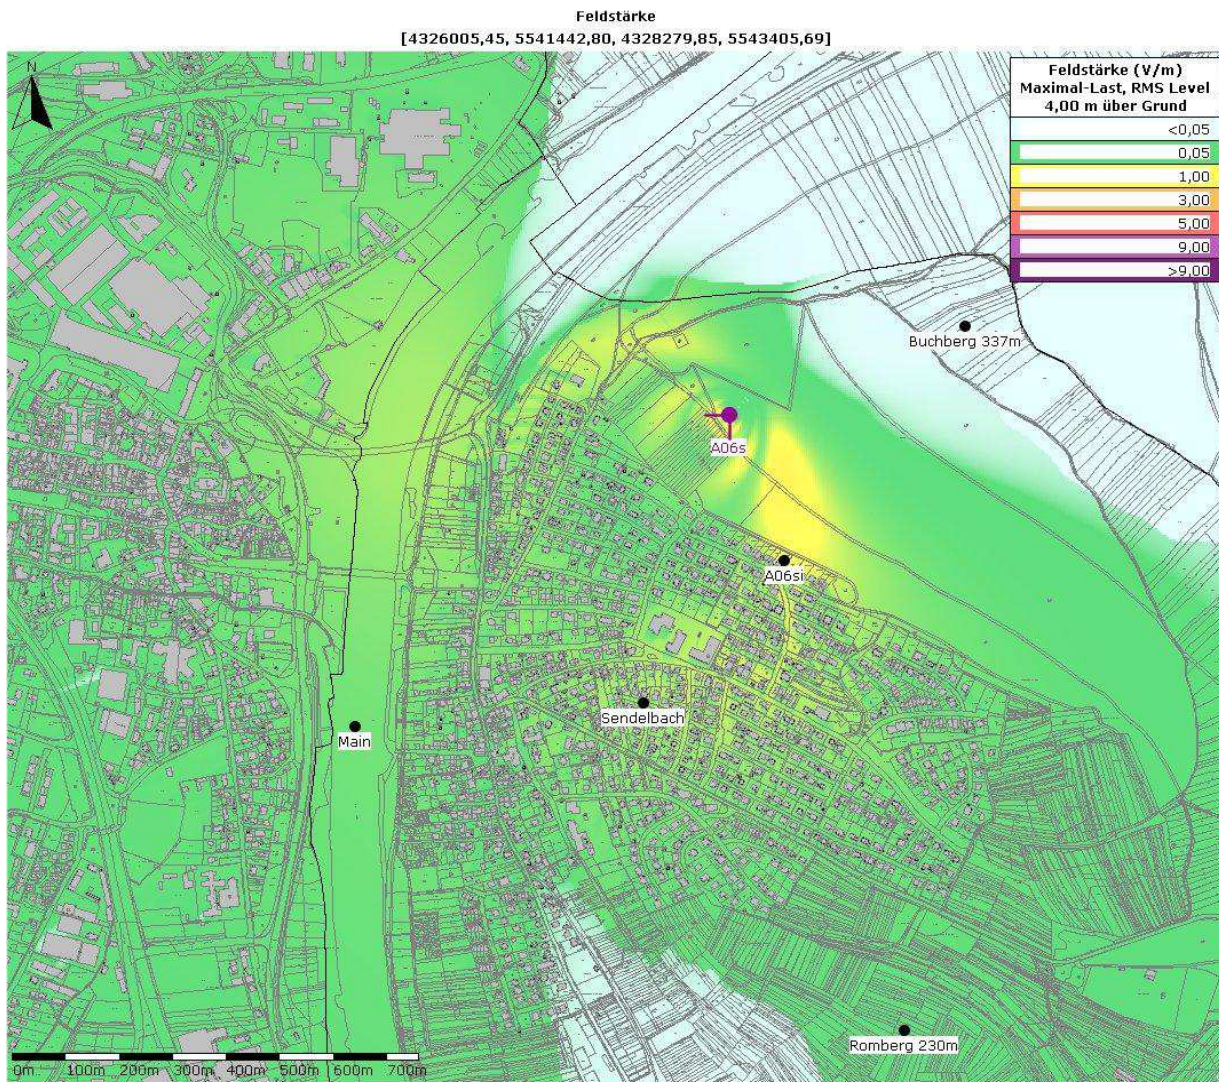 Feldstärke
[4326005,45, 5541442,80, 4328279,85, 5543405,69]
N
Feldstärke (V/m)
Maximal-Last, RMS Level
4,00 m über Grund
<0,05
0,05
1,00
3,00
5,00
9,00
>9,00
Buchberg 337m
A06s
A06si
Sendelbach
Main
Romberg 230m
0m 100m 200m 300m 400m 500m 600m 700m